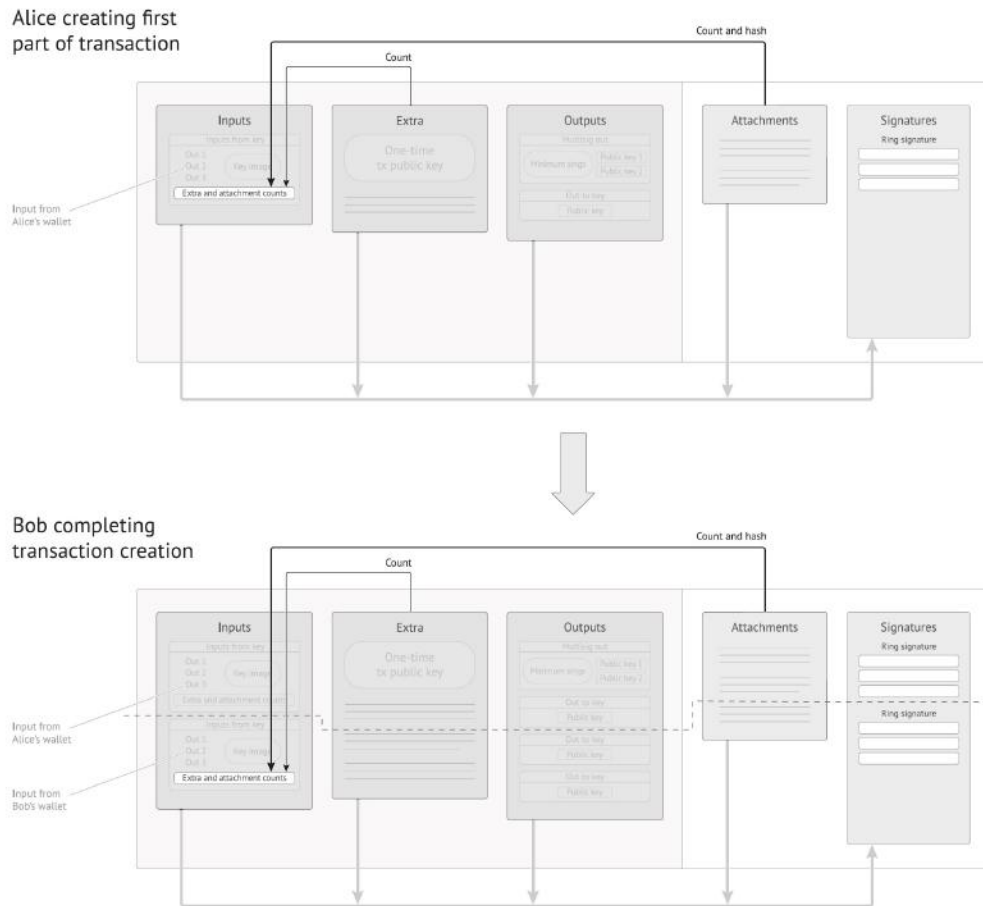 Alice creating first
part of transaction
Count and hash
Count
Inputs
Extra
Outputs
Attachments
Signatures
Inputs from key
Out 1
Out 2
Out 3
Key image
Extra and attachment counts
One-time
tx public key
Multisig out
Minimum sings
Public key 1
Public key 2
Out to key
Public key
Ring signature
Input from
Alice's wallet
Bob completing
transaction creation
Count and hash
Count
Inputs
Extra
Outputs
Attachments
Signatures
Inputs from key
Out 1
Out 2
Out 3
Key image
Extra and attachment counts
One-time
tx public key
Multisig out
Minimum sings
Public key 1
Public key 2
Out to key
Public key
Ring signature
Input from
Alice's wallet
Inputs from key
Out 1
Out 2
Out 3
Key image
Extra and attachment counts
Out to key
Public key
Out to key
Public key
Ring signature
Input from
Bob's wallet